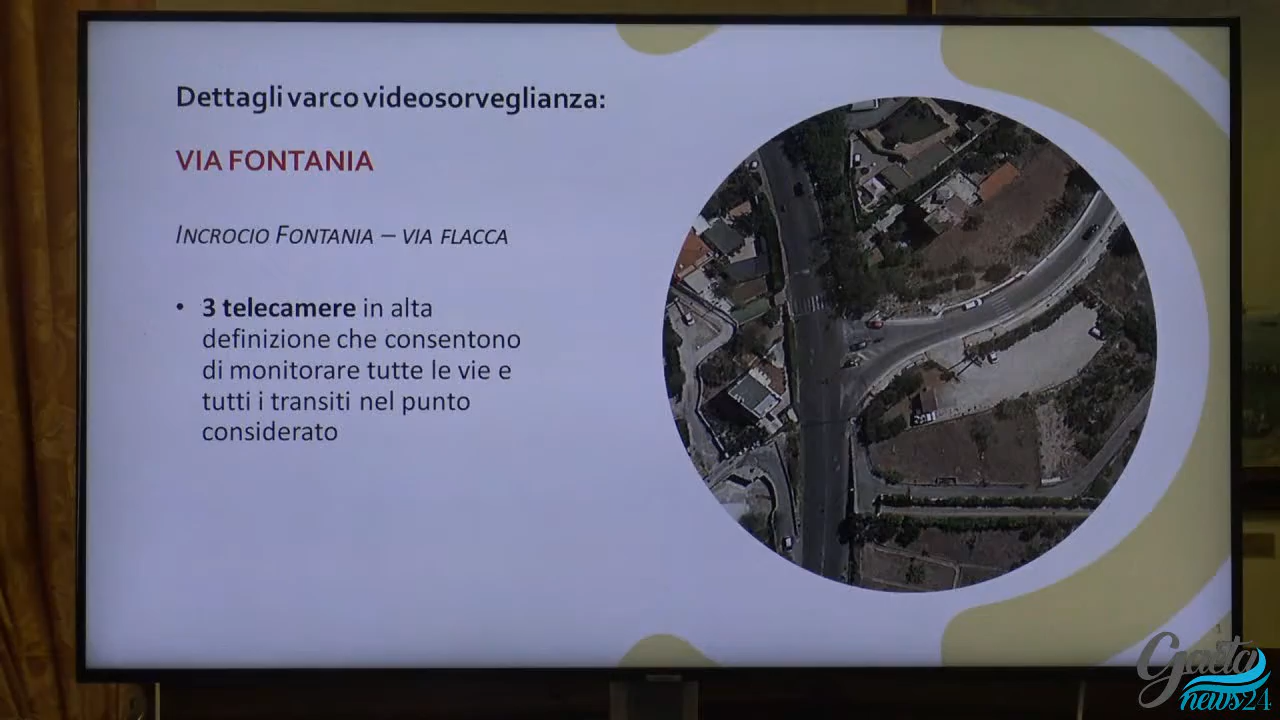 Dettagli varco videosorveglianza:
VIA FONTANIA
INCROCIO FONTANIA – VIA FLACCA
• 3 telecamere in alta
definizione che consentono
di monitorare tutte le vie e
tutti i transiti nel punto
considerato
1
Gaeta
news24